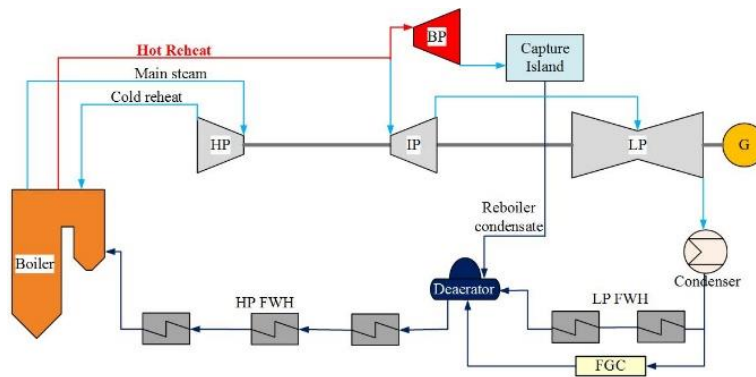 BP
Hot Reheat
Capture
Island
Main steam
Cold reheat
HP
IP
LP
G
Reboiler
condensate
Boiler
Deaerator
Condenser
HP FWH
LP FWH
FGC